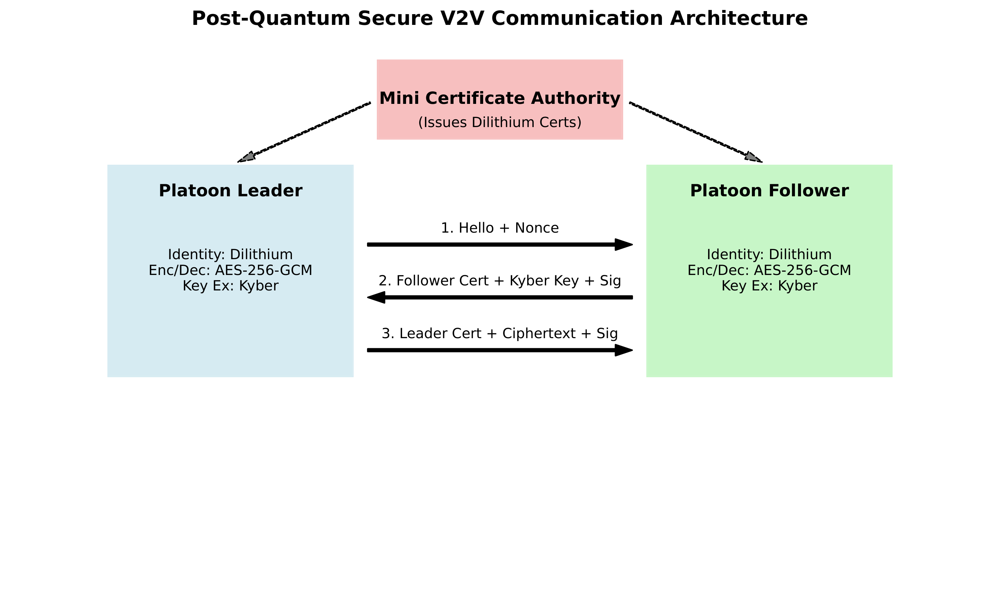 Post-Quantum Secure V2V Communication Architecture
Mini Certificate Authority
(Issues Dilithium Certs)
Platoon Leader
Identity: Dilithium
Enc/Dec: AES-256-GCM
Key Ex: Kyber
1. Hello + Nonce
2. Follower Cert + Kyber Key + Sig
3. Leader Cert + Ciphertext + Sig
Platoon Follower
Identity: Dilithium
Enc/Dec: AES-256-GCM
Key Ex: Kyber